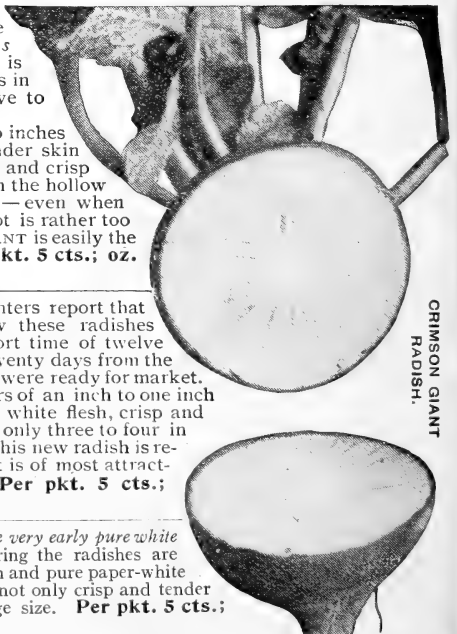 is
s in
ve to
inches
nder skin
and crisp
the hollow
— even when
ot is rather too
ANT is easily the
kt. 5 cts.; oz.
nters report that
w these radishes
ort time of twelve
wenty days from the
were ready for market.
rs of an inch to one inch
white flesh, crisp and
only three to four in
his new radish is re-
is of most attract-
Per pkt. 5 cts.;
very early pure white
ring the radishes are
and pure paper-white
not only crisp and tender
ge size. Per pkt. 5 cts.;
CRIMSON GIANT
RADISH.